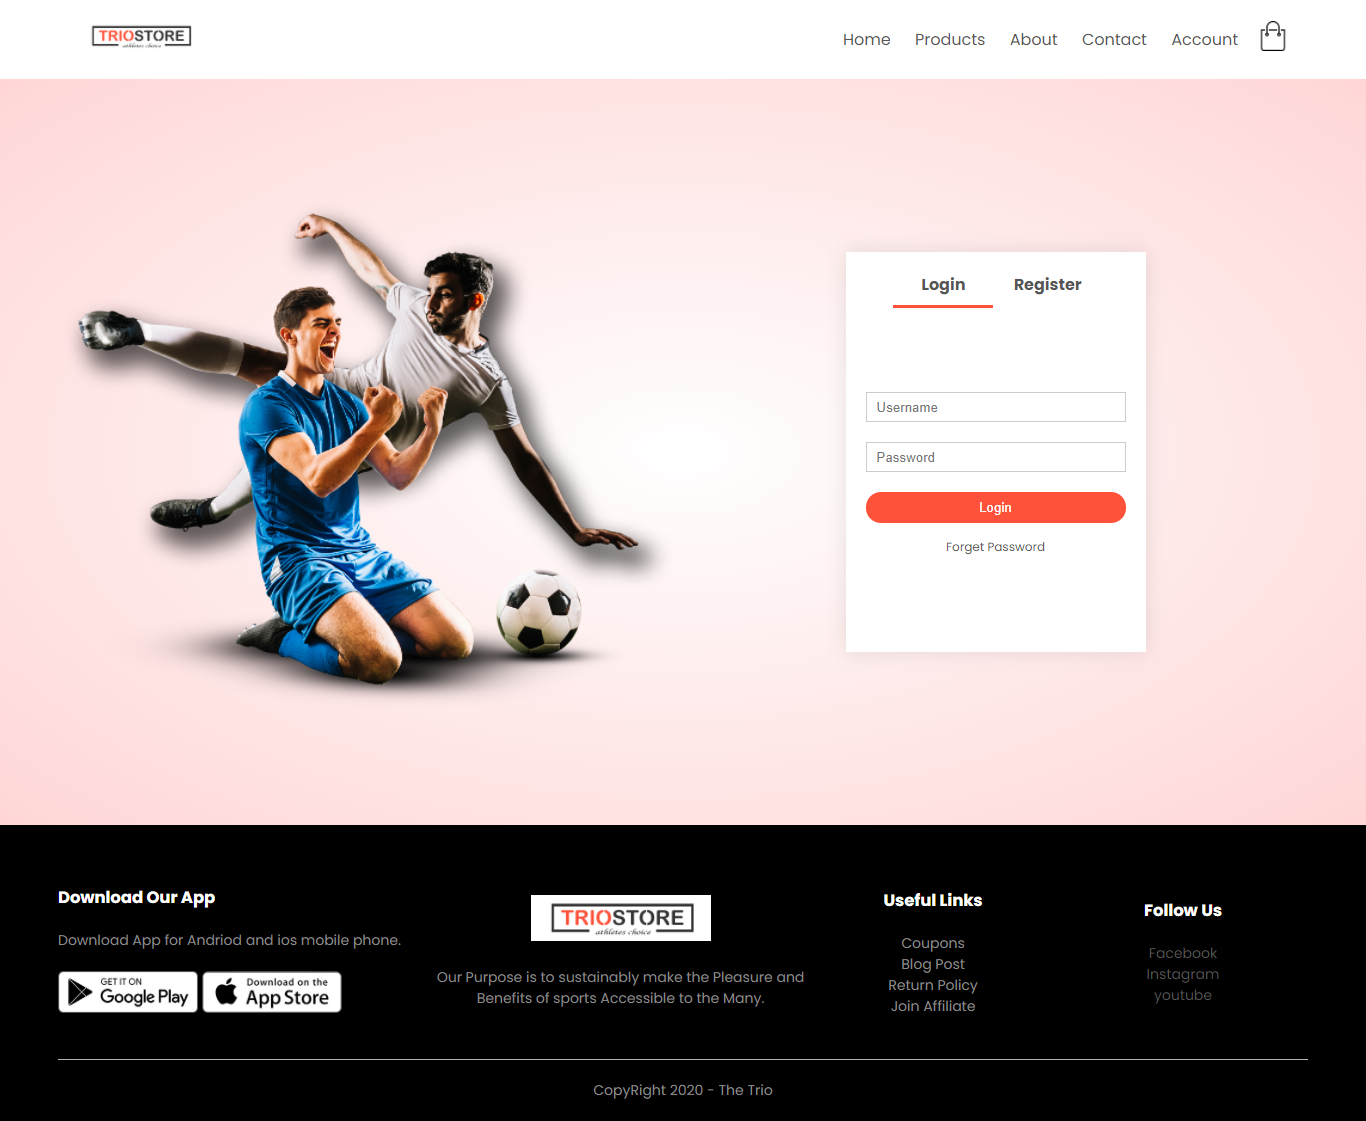 TRIOSTORE
athletes choice
Home Products About Contact Account
Login Register
Username
Password
Login
Forget Password
Download Our App
Download App for Andriod and ios mobile phone.
GET IT ON
Google Play
Download on the
App Store
TRIOSTORE
athletes choice
Our Purpose is to sustainably make the Pleasure and
Benefits of sports Accessible to the Many.
Useful Links
Coupons
Blog Post
Return Policy
Join Affiliate
Follow Us
Facebook
Instagram
youtube
CopyRight 2020 - The Trio